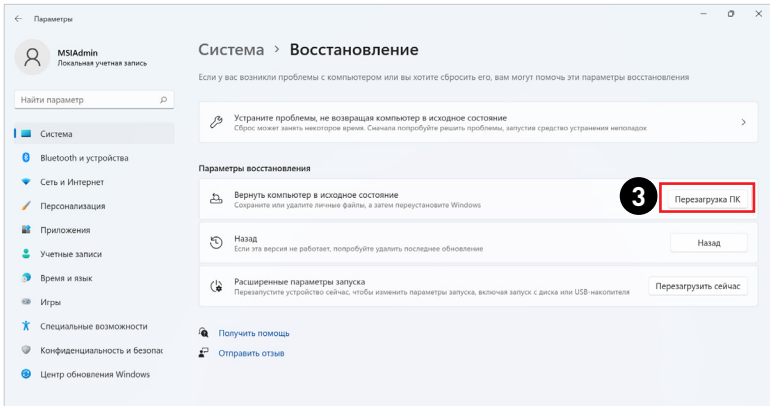 Параметры
MSIAdmin
Локальная учетная запись
Найти параметр
Система
Bluetooth и устройства
Сеть и Интернет
Персонализация
Приложения
Учетные записи
Время и язык
Игры
Специальные возможности
Конфиденциальность и безопас
Центр обновления Windows
Система > Восстановление
Если у вас возникли проблемы с компьютером или вы хотите сбросить его, вам могут помочь эти параметры восстановления
Устраните проблемы, не возвращая компьютер в исходное состояние
Сброс может занять некоторое время. Сначала попробуйте решить проблемы, запустив средство устранения неполадок
Параметры восстановления
Вернуть компьютер в исходное состояние
Сохраните или удалите личные файлы, а затем переустановите Windows
3
Перезагрузка ПК
Назад
Если эта версия не работает, попробуйте удалить последнее обновление
Назад
Расширенные параметры запуска
Перезапустите устройство сейчас, чтобы изменить параметры запуска, включая запуск с диска или USB-накопителя
Перезагрузить сейчас
Получить помощь
Отправить отзыв